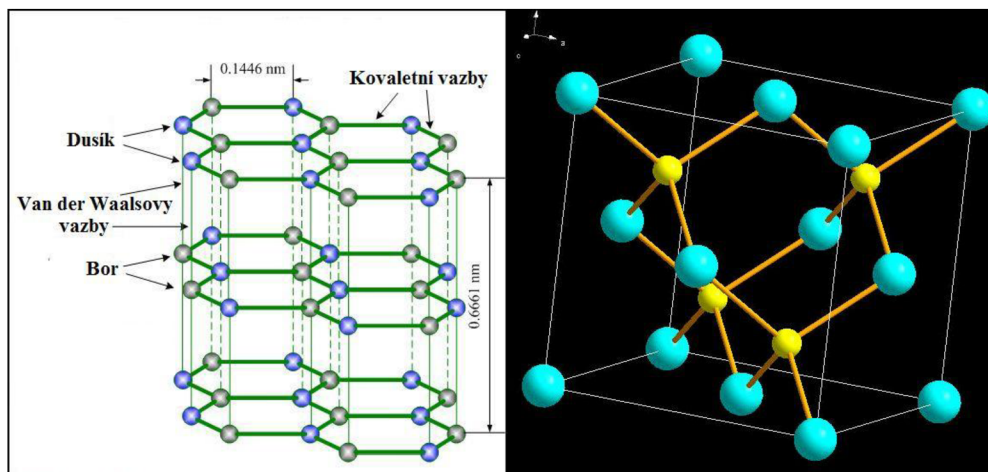 0.1446 nm
Kovaletní vazby
Dusík
Van der Waalsovy
vazby
Bor
0.6661 nm
c
a